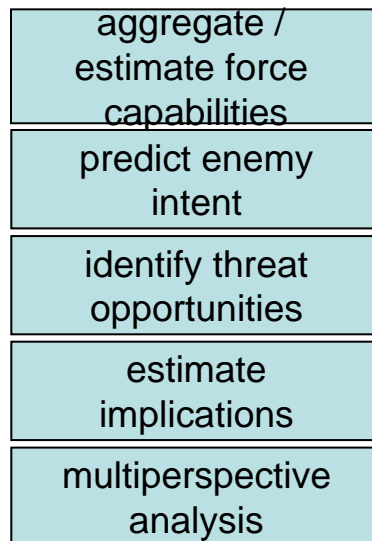 aggregate /
estimate force
capabilities
predict enemy
intent
identify threat
opportunities
estimate
implications
multiperspective
analysis